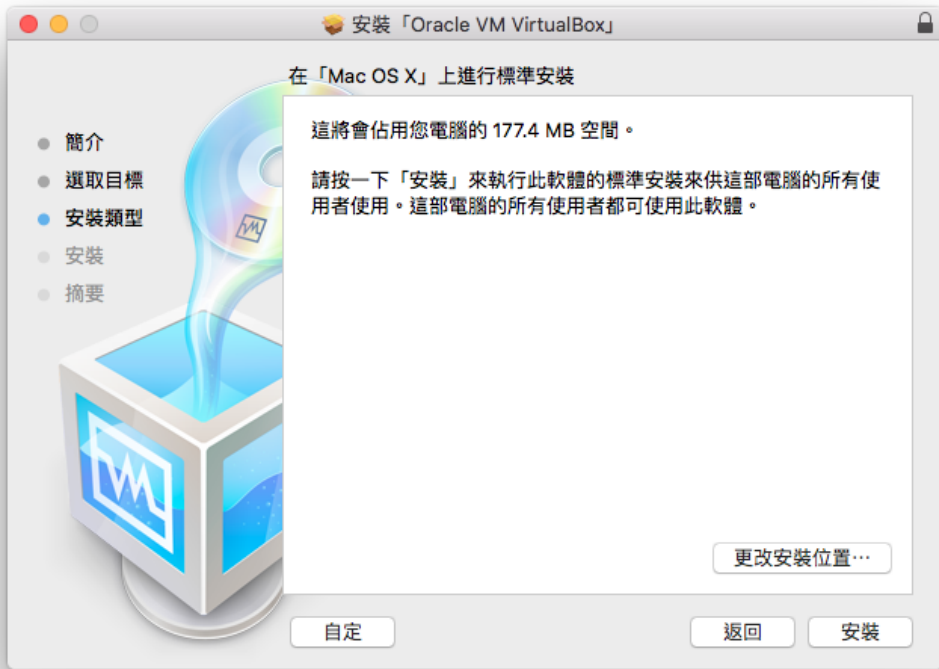 安裝「Oracle VM VirtualBox」
在「Mac OS X」上進行標準安裝
簡介
選取目標
安裝類型
安裝
摘要
這將會佔用您電腦的 177.4 MB 空間。
請按一下「安裝」來執行此軟體的標準安裝來供這部電腦的所有使
用者使用。這部電腦的所有使用者都可使用此軟體。
更改安裝位置⋯
自定
返回
安裝